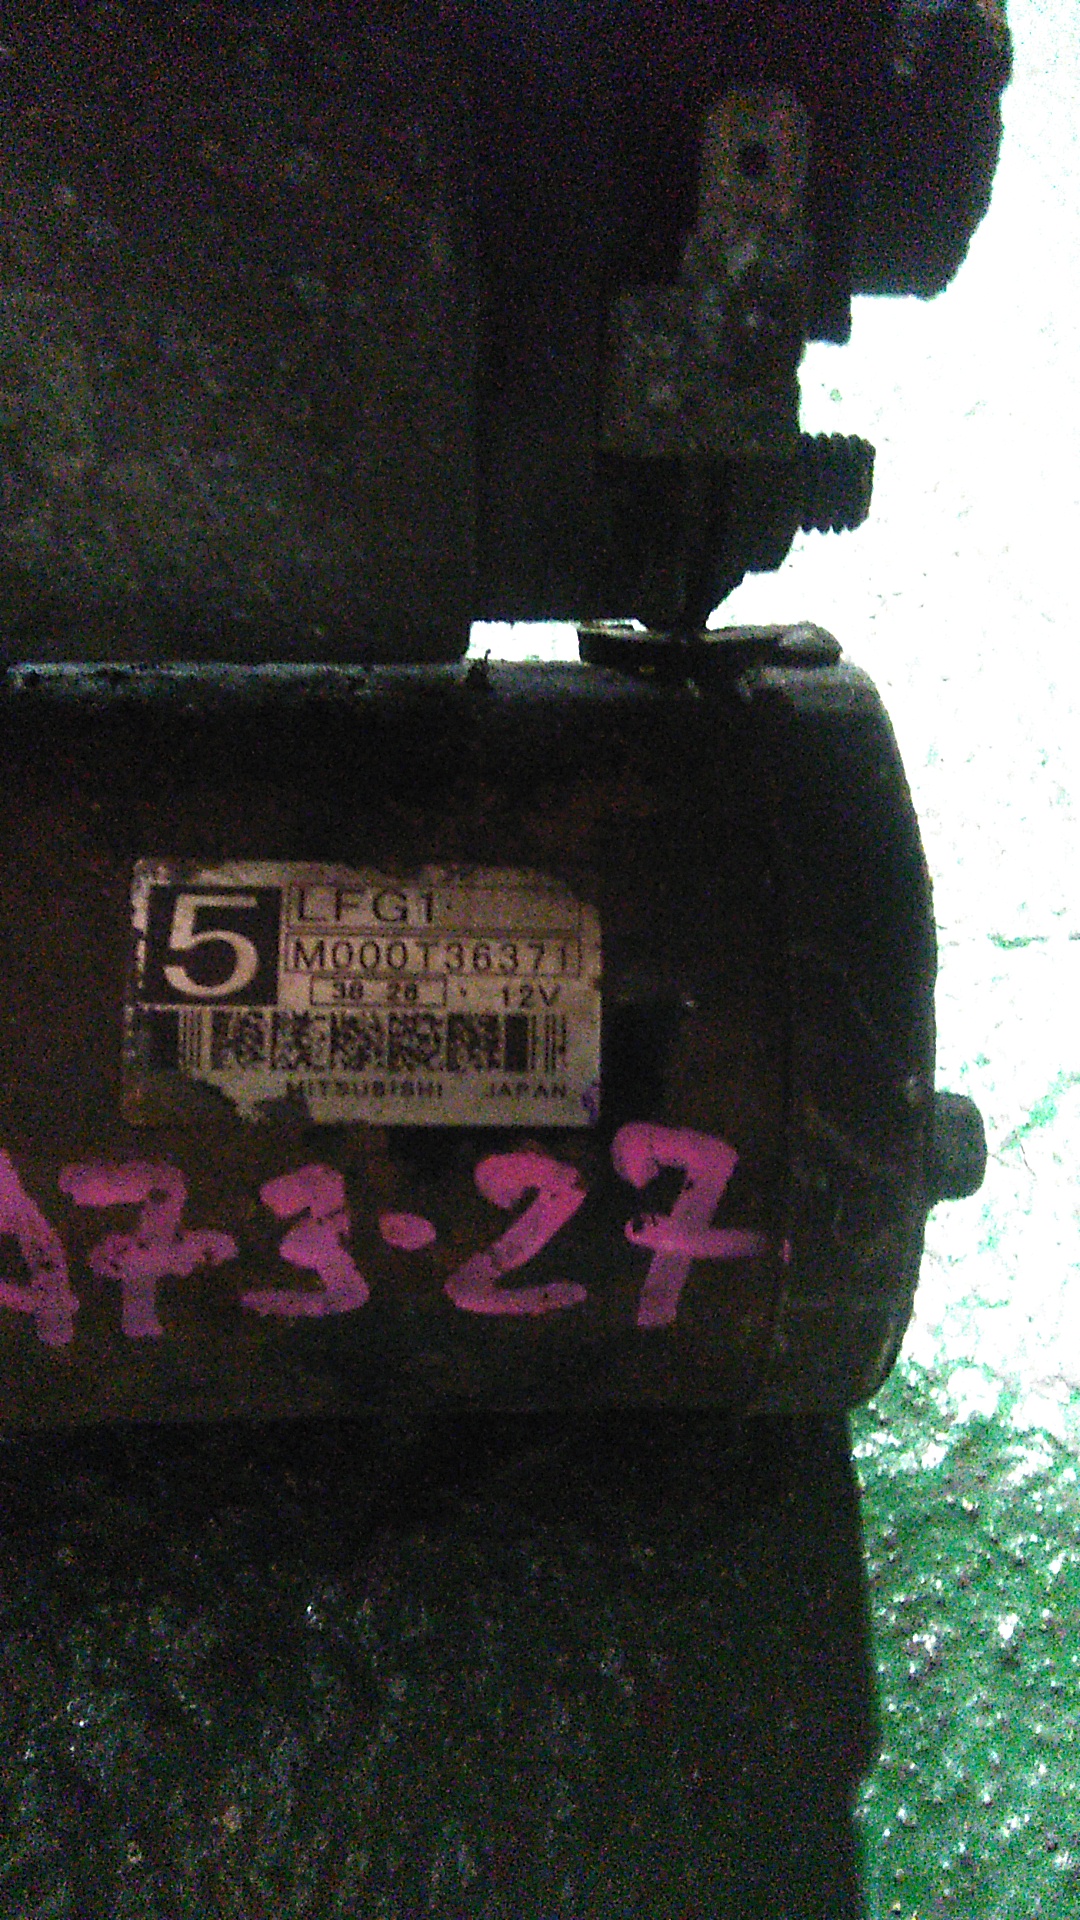 5
LFG1
M000T36371
38 28 12V
MITSUBISHI JAPAN
A73-27